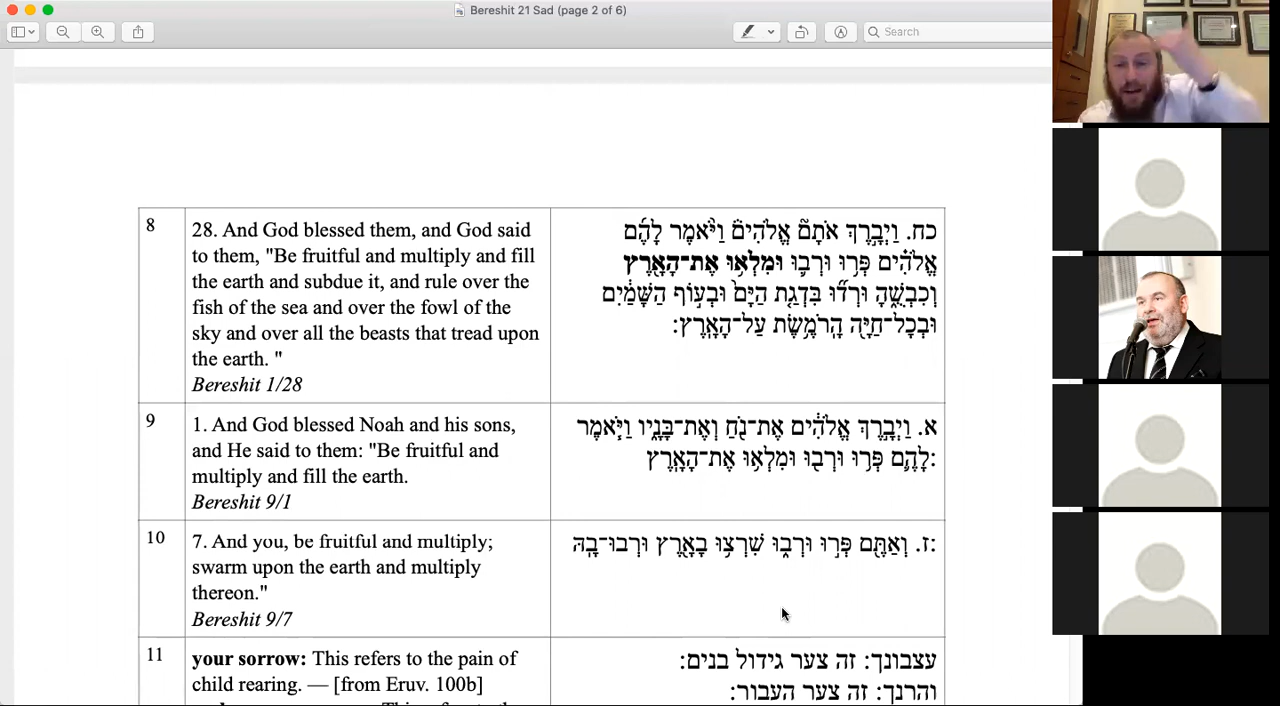 Bereshit 21 Sad (page 2 of 6)
Search
8
28. And God blessed them, and God said
to them, "Be fruitful and multiply and fill
the earth and subdue it, and rule over the
fish of the sea and over the fowl of the
sky and over all the beasts that tread upon
the earth. "
Bereshit 1/28
כח. וַיְבָרֶךְ אֹתָם֮ אֱלֹהִים֒ וַיֹּ֨אמֶר לָהֶ֜ם
אֱלֹהִ֗ים פְּר֥וּ וּרְב֛וּ וּמִלְא֥וּ אֶת־הָאָ֖רֶץ
וְכִבְשֻׁ֑הָ וּרְד֞וּ בִּדְגַ֤ת הַיָּם֙ וּבְע֣וֹף הַשָּׁמַ֔יִם
וּבְכָל־חַיָּ֖ה הָֽרֹמֶ֥שֶׂת עַל־הָאָֽרֶץ:
9
1. And God blessed Noah and his sons,
and He said to them: "Be fruitful and
multiply and fill the earth.
Bereshit 9/1
א. וַיְבָ֣רֶךְ אֱלֹהִ֔ים אֶת־נֹ֖חַ וְאֶת־בָּנָ֑יו וַיֹּ֧אמֶר
:לָהֶ֛ם פְּר֥וּ וּרְב֖וּ וּמִלְא֥וּ אֶת־הָאָֽרֶץ
10
7. And you, be fruitful and multiply;
swarm upon the earth and multiply
thereon."
Bereshit 9/7
:ז. וְאַתֶּ֖ם פְּר֣וּ וּרְב֑וּ שִׁרְצ֥וּ בָאָ֖רֶץ וּרְבוּ־בָֽהּ
11
your sorrow: This refers to the pain of
child rearing. — [from Eruv. 100b]
עצבונך: זה צער גידול בנים:
והרנך: זה צער העבור: